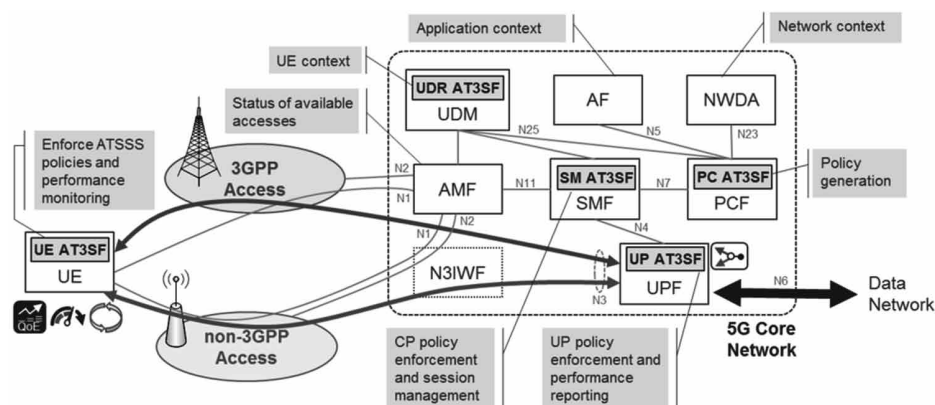 Application context
Network context
UE context
UDR AT3SF
UDM
AF
NWDA
Status of available
accesses
N25
N5
N23
Enforce ATSSS
policies and
performance
monitoring
3GPP
Access
N2
N1
AMF
N11
SM AT3SF
SMF
N7
PC AT3SF
PCF
Policy
generation
N1
N2
N4
UE AT3SF
UE
N3IWF
UP AT3SF
UPF
N3
N6
Data
Network
QoE
non-3GPP
Access
5G Core
Network
CP policy
enforcement
and session
management
UP policy
enforcement and
performance
reporting